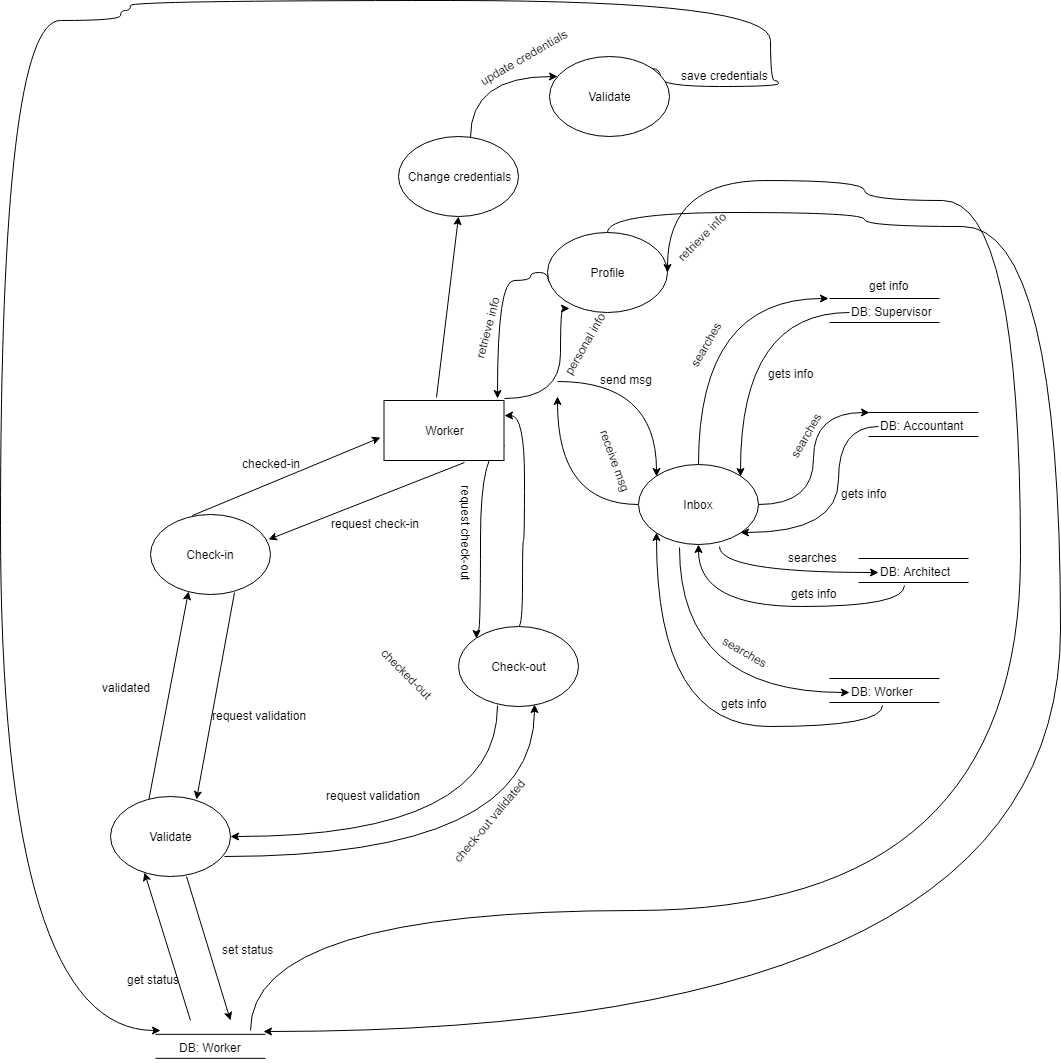 update credentials
save credentials
Validate
Change credentials
retrieve info
Profile
get info
DB: Supervisor
retrieve info
personal info
searches
gets info
send msg
Worker
searches
DB: Accountant
checked-in
receive msg
gets info
Inbox
request check-in
request check-out
Check-in
searches
DB: Architect
gets info
checked-out
Check-out
searches
validated
DB: Worker
request validation
gets info
request validation
check-out validated
Validate
set status
get status
DB: Worker